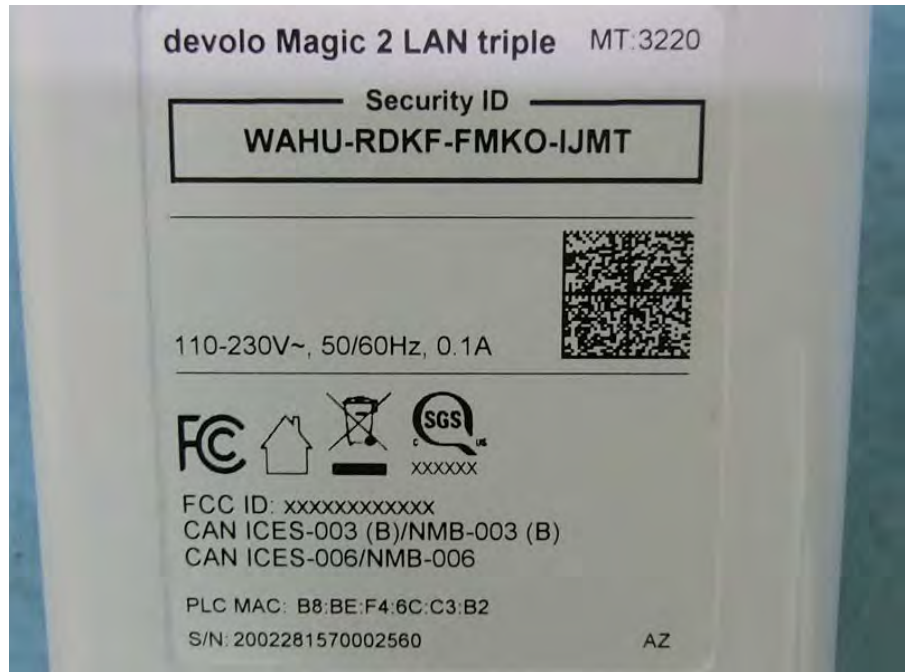 devolo Magic 2 LAN triple MT:3220
Security ID
WAHU-RDKF-FMKO-IJMT
110-230V~, 50/60Hz, 0.1A
FC
SGS
C US
xxxxxx
FCC ID: xxxxxxxxxxxx
CAN ICES-003 (B)/NMB-003 (B)
CAN ICES-006/NMB-006
PLC MAC: B8:BE:F4:6C:C3:B2
S/N: 2002281570002560 AZ